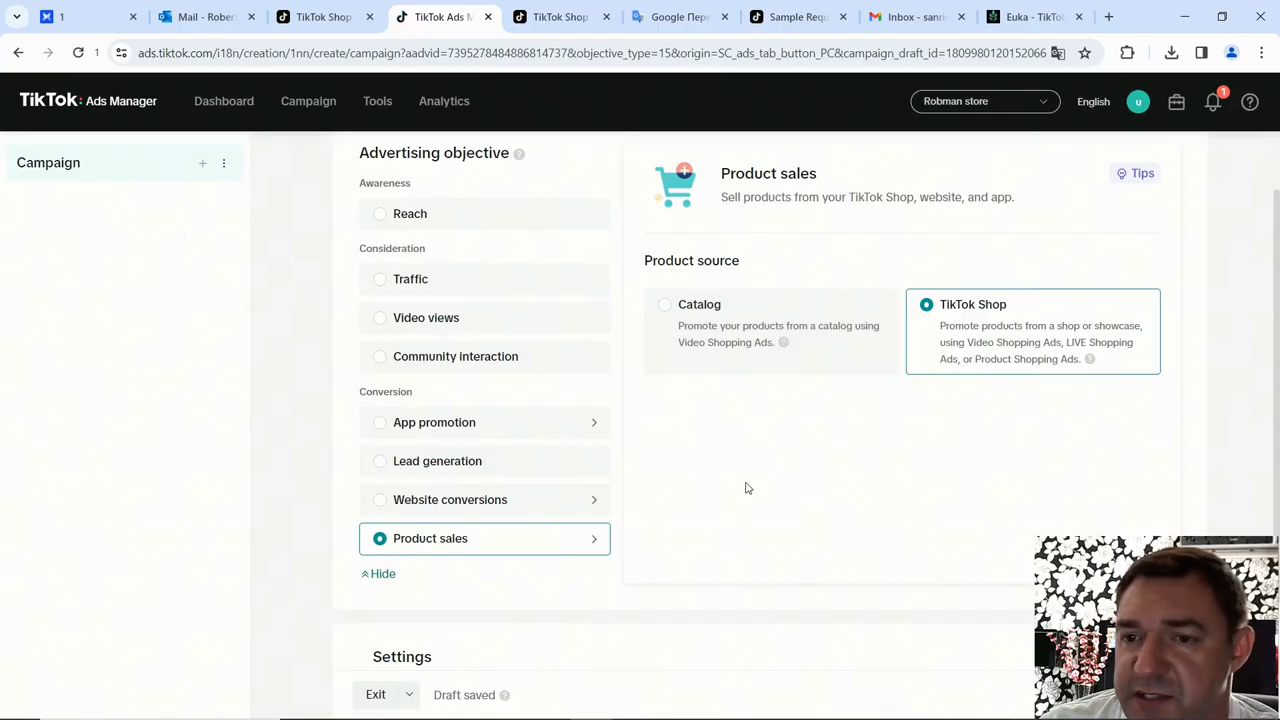 1
Mail - Rober
TikTok Shop
TikTok Ads M
TikTok Shop
Google Пере
Sample Requ
Inbox - sanri
Euka - TikTo
1
ads.tiktok.com/i18n/creation/1nn/create/campaign?aadvid=7395278484886814737&objective_type=15&origin=SC_ads_tab_button_PC&campaign_draft_id=1809980120152066
TikTok: Ads Manager
Dashboard
Campaign
Tools
Analytics
Robman store
English
u
1
Campaign
Advertising objective
Awareness
Reach
Consideration
Traffic
Video views
Community interaction
Conversion
App promotion
Lead generation
Website conversions
Product sales
Hide
Product sales
Sell products from your TikTok Shop, website, and app.
Tips
Product source
Catalog
Promote your products from a catalog using
Video Shopping Ads.
TikTok Shop
Promote products from a shop or showcase,
using Video Shopping Ads, LIVE Shopping
Ads, or Product Shopping Ads.
Settings
Exit
Draft saved